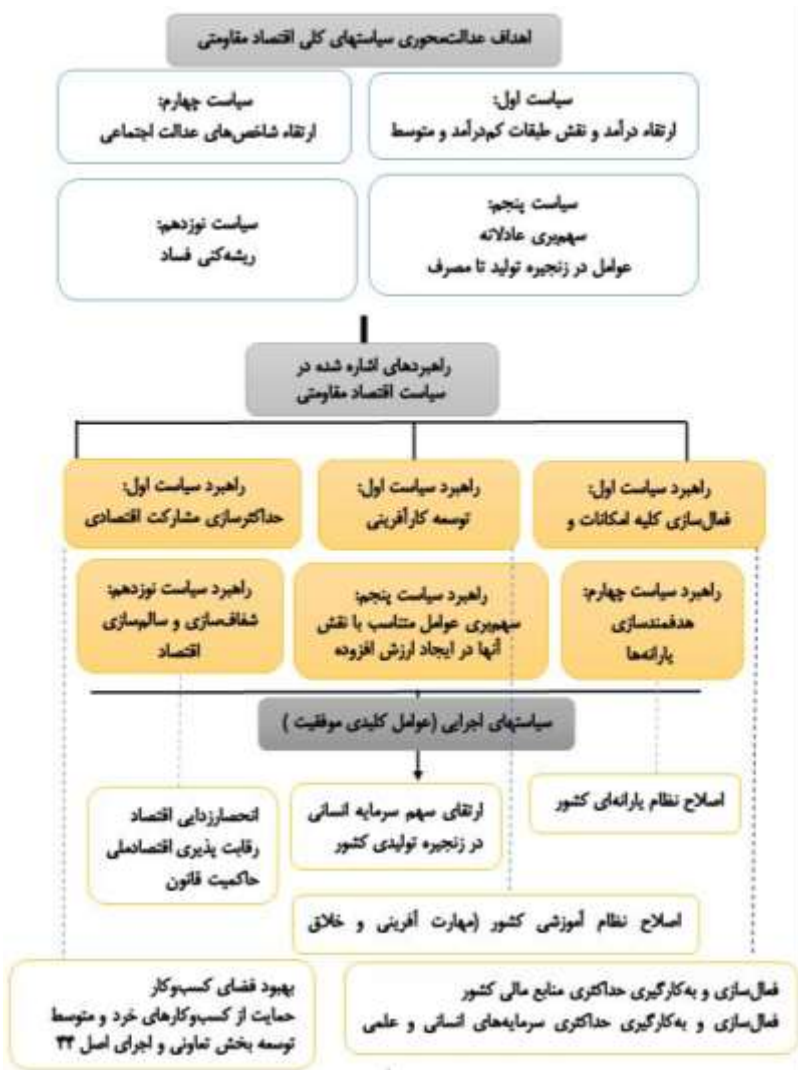 اهداف عدالت‌محوری سیاستهای کلی اقتصاد مقاومتی
سیاست اول:
ارتقاء درآمد و نقش طبقات کم‌درآمد و متوسط
سیاست چهارم:
ارتقاء شاخص‌های عدالت اجتماعی
سیاست پنجم:
سهم‌بری عادلانه
عوامل در زنجیره تولید تا مصرف
سیاست نوزدهم:
ریشه‌کنی فساد
راهبردهای اشاره شده در
سیاست اقتصاد مقاومتی
راهبرد سیاست اول:
فعال‌سازی کلیه امکانات و
راهبرد سیاست اول:
توسعه کارآفرینی
راهبرد سیاست اول:
حداکثرسازی مشارکت اقتصادی
راهبرد سیاست چهارم:
هدفمندسازی
یارانه‌ها
راهبرد سیاست پنجم:
سهم‌بری عوامل متناسب با نقش
آنها در ایجاد ارزش افزوده
راهبرد سیاست نوزدهم:
شفاف‌سازی و سالم‌سازی
اقتصاد
سیاستهای اجرایی (عوامل کلیدی موفقیت )
اصلاح نظام یارانه‌ای کشور
ارتقای سهم سرمایه انسانی
در زنجیره تولیدی کشور
انحصارزدایی اقتصاد
رقابت پذیری اقتصادملی
حاکمیت قانون
اصلاح نظام آموزشی کشور (مهارت آفرینی و خلاق
فعال‌سازی و به‌کارگیری حداکثری منابع مالی کشور
فعال‌سازی و به‌کارگیری حداکثری سرمایه‌های انسانی و علمی
بهبود فضای کسب‌وکار
حمایت از کسب‌وکارهای خرد و متوسط
توسعه بخش تعاونی و اجرای اصل ۴۴